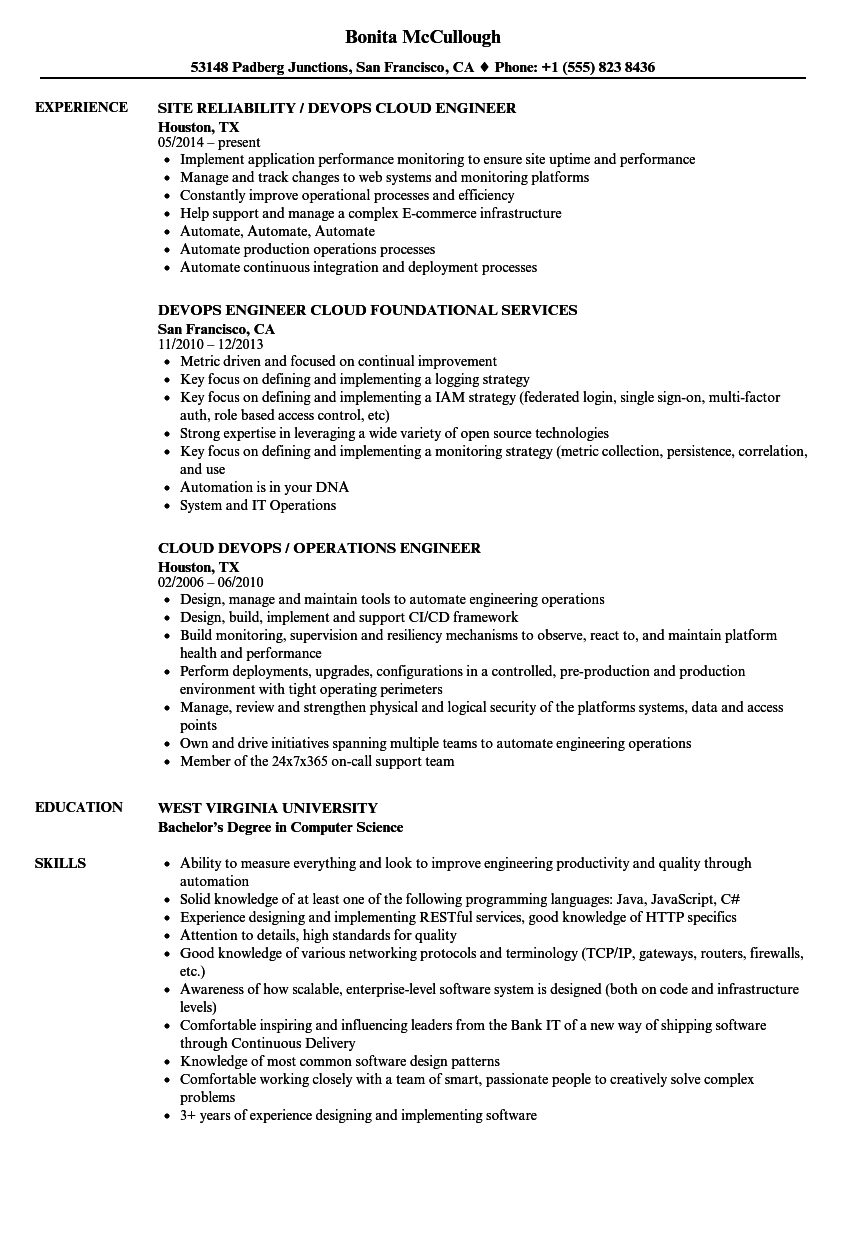 Bonita McCullough
53148 Padberg Junctions, San Francisco, CA ♦ Phone: +1 (555) 823 8436
EXPERIENCE
SITE RELIABILITY / DEVOPS CLOUD ENGINEER
Houston, TX
05/2014 – present
• Implement application performance monitoring to ensure site uptime and performance
• Manage and track changes to web systems and monitoring platforms
• Constantly improve operational processes and efficiency
• Help support and manage a complex E-commerce infrastructure
• Automate, Automate, Automate
• Automate production operations processes
• Automate continuous integration and deployment processes
DEVOPS ENGINEER CLOUD FOUNDATIONAL SERVICES
San Francisco, CA
11/2010 – 12/2013
• Metric driven and focused on continual improvement
• Key focus on defining and implementing a logging strategy
• Key focus on defining and implementing a IAM strategy (federated login, single sign-on, multi-factor
auth, role based access control, etc)
• Strong expertise in leveraging a wide variety of open source technologies
• Key focus on defining and implementing a monitoring strategy (metric collection, persistence, correlation,
and use
• Automation is in your DNA
• System and IT Operations
CLOUD DEVOPS / OPERATIONS ENGINEER
Houston, TX
02/2006 – 06/2010
• Design, manage and maintain tools to automate engineering operations
• Design, build, implement and support CI/CD framework
• Build monitoring, supervision and resiliency mechanisms to observe, react to, and maintain platform
health and performance
• Perform deployments, upgrades, configurations in a controlled, pre-production and production
environment with tight operating perimeters
• Manage, review and strengthen physical and logical security of the platforms systems, data and access
points
• Own and drive initiatives spanning multiple teams to automate engineering operations
• Member of the 24x7x365 on-call support team
EDUCATION
WEST VIRGINIA UNIVERSITY
Bachelor's Degree in Computer Science
SKILLS
• Ability to measure everything and look to improve engineering productivity and quality through
automation
• Solid knowledge of at least one of the following programming languages: Java, JavaScript, C#
• Experience designing and implementing RESTful services, good knowledge of HTTP specifics
• Attention to details, high standards for quality
• Good knowledge of various networking protocols and terminology (TCP/IP, gateways, routers, firewalls,
etc.)
• Awareness of how scalable, enterprise-level software system is designed (both on code and infrastructure
levels)
• Comfortable inspiring and influencing leaders from the Bank IT of a new way of shipping software
through Continuous Delivery
• Knowledge of most common software design patterns
• Comfortable working closely with a team of smart, passionate people to creatively solve complex
problems
• 3+ years of experience designing and implementing software